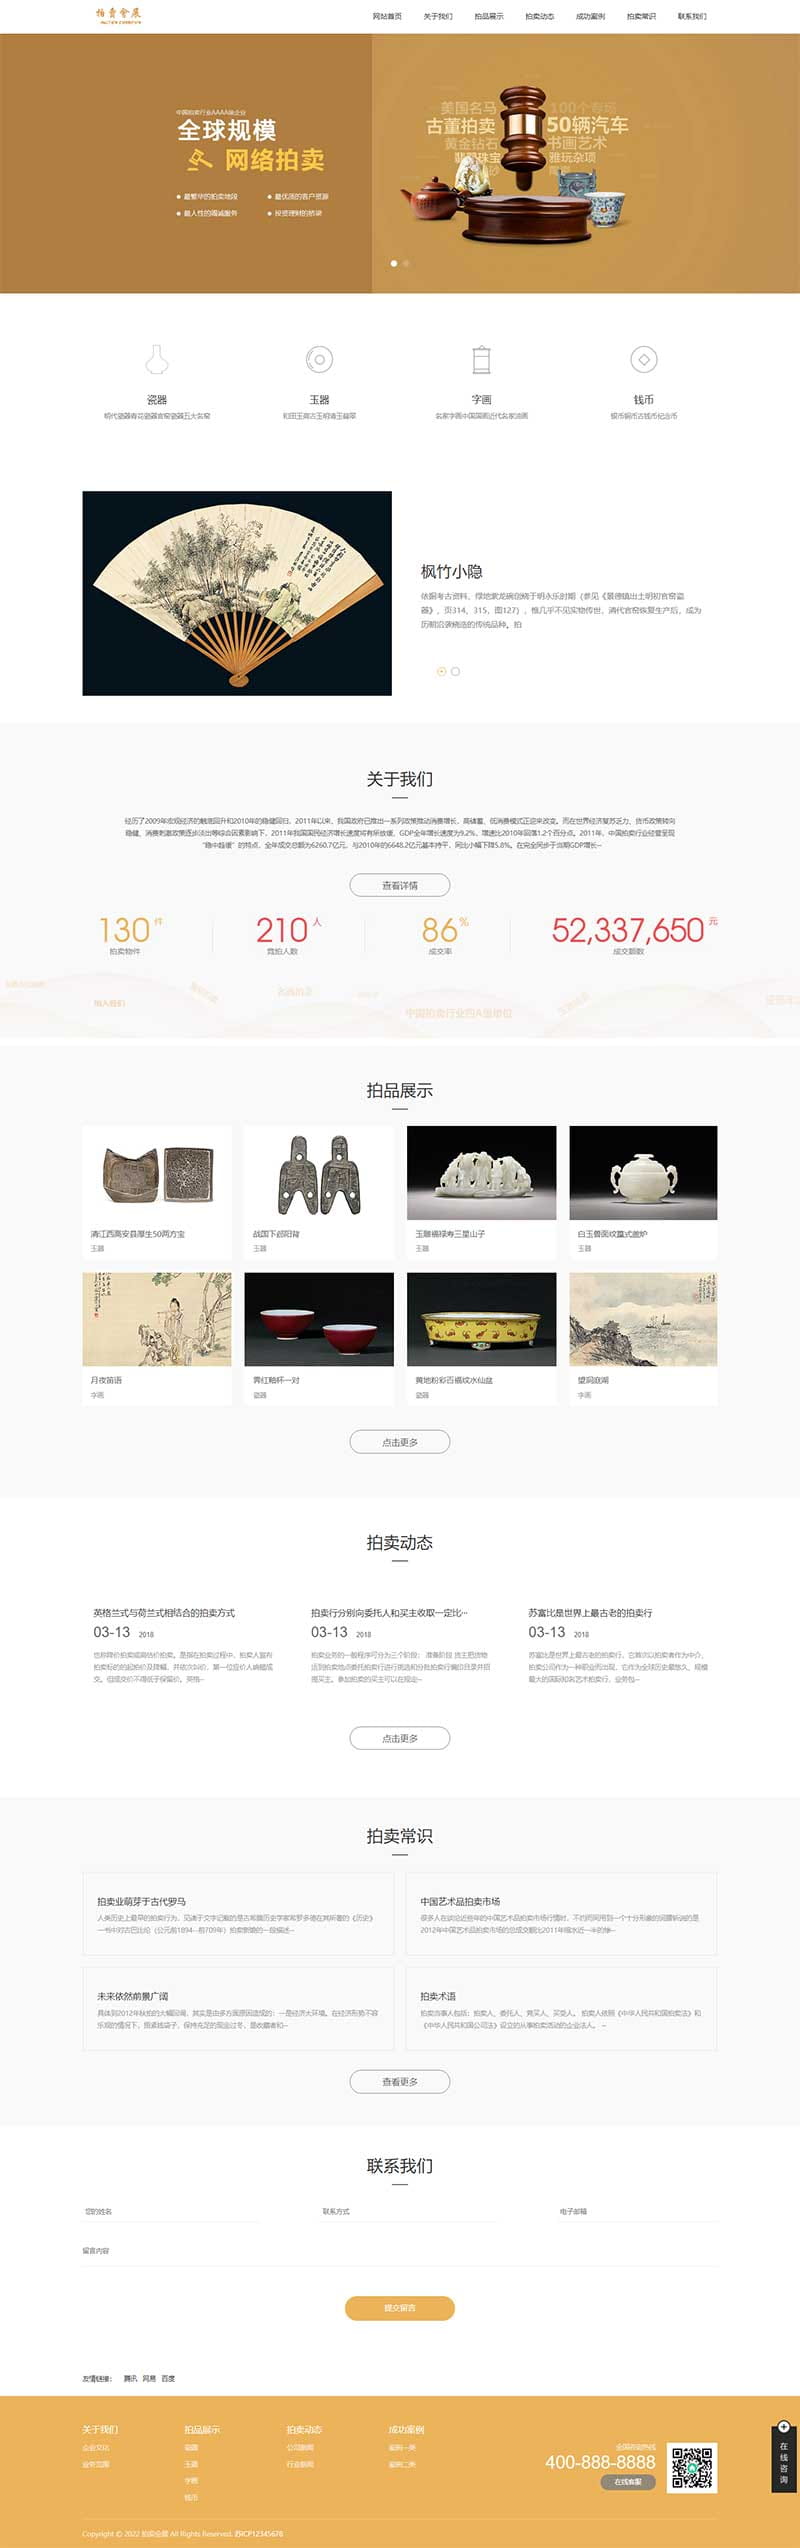 拍卖会展
网站首页 关于我们 拍品展示 拍卖动态 成功案例 拍卖常识 联系我们
中国拍卖行业AAAA级企业
全球规模
网络拍卖
最繁华的拍卖地段 最优质的客户资源
最人性的竭诚服务 投资理财的桥梁
美国名马 100个专场
古董拍卖 50辆汽车
黄金钻石 书画艺术
翡翠珠宝 雅玩杂项
瓷器 玉器 字画 钱币
明代瓷器青花瓷器官窑瓷器五大名窑
和田玉高古玉明清玉翡翠
名家字画中国国画近代名家油画
银币铜币古钱币纪念币
枫竹小隐
依据考古资料，绿地紫龙碗创烧于明永乐时期（参见《景德镇出土明初官窑瓷
器》，页314、315，图127），惟几乎不见实物传世，清代官窑恢复生产后，成为
历朝沿袭烧造的传统品种。拍
关于我们
经历了2009年宏观经济的触底回升和2010年的稳健回归，2011年以来，我国政府已推出一系列政策推动消费增长，高储蓄、低消费模式正迎来改变。而在世界经济复苏乏力、货币政策转向
稳健、消费刺激政策逐步淡出等综合因素影响下，2011年我国国民经济增长速度将有所放缓，GDP全年增长速度为9.2%，增速比2010年回落1.2个百分点。2011年，中国拍卖行业经营呈现
“稳中趋缓”的特点，全年成交总额为6260.7亿元，与2010年的6648.2亿元基本持平，同比小幅下降5.8%。在完全同步于当期GDP增长···
查看详情
130 件 210 人 86 % 52,337,650 元
拍卖物件 竞拍人数 成交率 成交额数
中国拍卖行业四A级单位
拍品展示
清江西高安县厚生50两方宝
玉器
战国下邲阳背
玉器
玉雕福禄寿三星山子
玉器
白玉兽面纹簋式盖炉
玉器
月夜笛语
字画
霁红釉杯一对
瓷器
黄地粉彩百福纹水仙盆
瓷器
望洞庭湖
字画
点击更多
拍卖动态
英格兰式与荷兰式相结合的拍卖方式
03-13 2018
也称降价拍卖或高估价拍卖。是指在拍卖过程中，拍卖人宣布
拍卖标的的起拍价及降幅，并依次叫价，第一位应价人响槌成
交。但成交价不得低于保留价。英格···
拍卖行分别向委托人和买主收取一定比···
03-13 2018
拍卖业务的一般程序可分为三个阶段： 准备阶段 货主把货物
运到拍卖地点委托拍卖行进行挑选和分批拍卖行编印目录并招
揽买主。参加拍卖的买主可以在规定···
苏富比是世界上最古老的拍卖行
03-13 2018
苏富比是世界上最古老的拍卖行，它首次以拍卖者作为中介，
拍卖公司作为一种职业而出现，它作为全球历史最悠久、规模
最大的国际知名艺术拍卖行，业务包···
点击更多
拍卖常识
拍卖业萌芽于古代罗马
人类历史上最早的拍卖行为，见诸于文字记载的是古希腊历史学家希罗多德在其所著的《历史》
一书中对古巴比伦（公元前1894—前709年）拍卖新娘的一段描述···
中国艺术品拍卖市场
很多人在谈论近些年的中国艺术品拍卖市场行情时，不约而同用到一个十分形象的词腰斩说的是
2012年中国艺术品拍卖市场的总成交额比2011年缩水近一半的惨···
未来依然前景广阔
具体到2012年秋拍的大幅回调，其实是由多方面原因造成的：一是经济大环境。在经济形势不容
乐观的情况下，捂紧钱袋子，保持充足的现金过冬，是收藏者和···
拍卖术语
拍卖当事人包括：拍卖人、委托人、竞买人、买受人。 拍卖人依照《中华人民共和国拍卖法》和
《中华人民共和国公司法》设立的从事拍卖活动的企业法人。 ···
查看更多
联系我们
您的姓名 联系方式 电子邮箱
留言内容
提交留言
友情链接： 腾讯 网易 百度
关于我们 拍品展示 拍卖动态 成功案例
企业文化 瓷器 公司新闻 案例一类
业务范围 玉器 行业新闻 案例二类
字画
钱币
全国咨询热线
400-888-8888
在线客服
在线咨询
Copyright © 2022 拍卖会展 All Rights Reserved. 苏ICP12345678